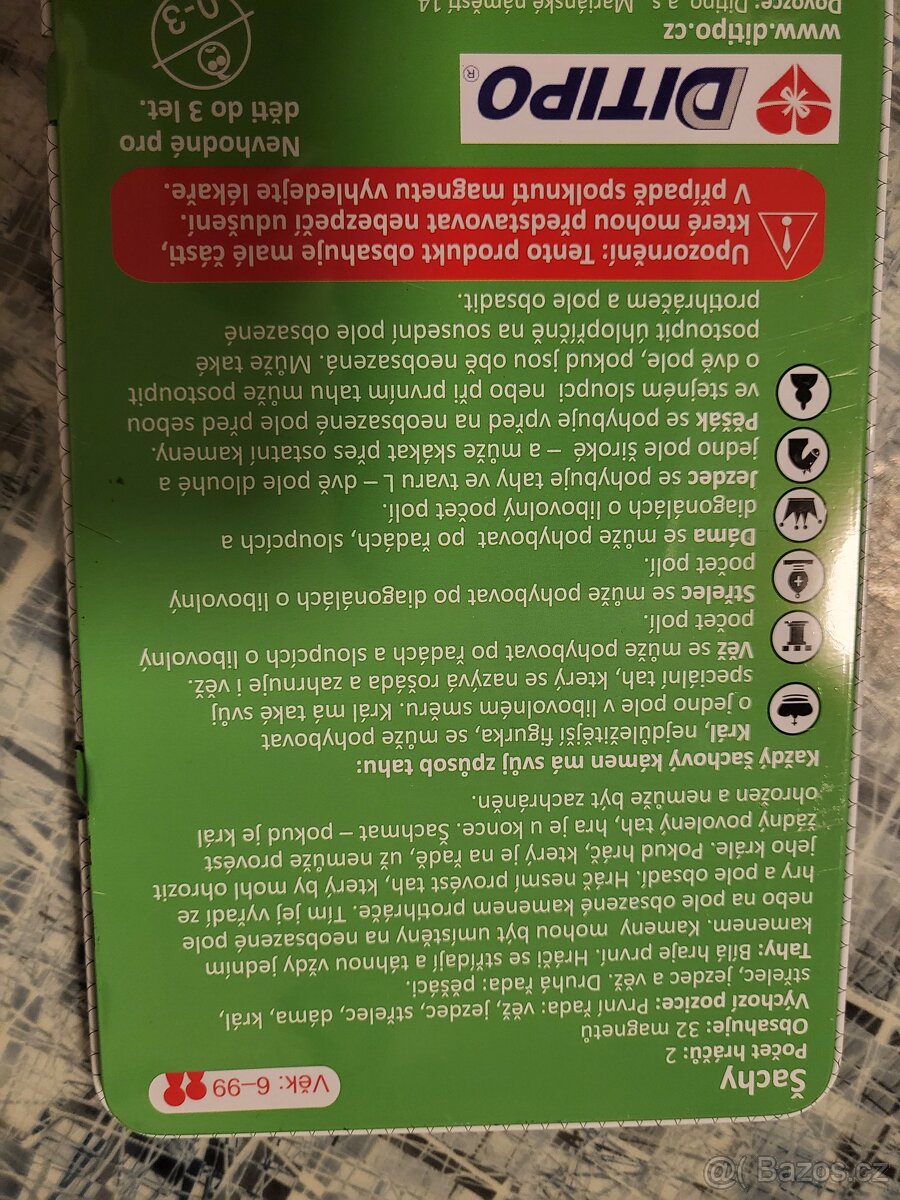 Šachy
Věk: 6–99
Počet hráčů: 2
Obsahuje: 32 magnetů
Výchozí pozice: První řada: věž, jezdec, střelec, dáma, král,
střelec, jezdec a věž. Druhá řada: pěšáci.
Tahy: Bílá hraje první. Hráči se střídají a táhnou vždy jedním
kamenem. Kameny mohou být umístěny na neobsazené pole
nebo na pole obsazené kamenem protihráče. Tím jej vyřadí ze
hry a pole obsadí. Hráč nesmí provést tah, který by mohl ohrozit
jeho krále. Pokud hráč, který je na řadě, už nemůže provést
žádný povolený tah, hra je u konce. Šachmat – pokud je král
ohrožen a nemůže být zachráněn.
Každý šachový kámen má svůj způsob tahu:
Král, nejdůležitější figurka, se může pohybovat
o jedno pole v libovolném směru. Král má také svůj
speciální tah, který se nazývá rošáda a zahrnuje i věž.
Věž se může pohybovat po řadách a sloupcích o libovolný
počet polí.
Střelec se může pohybovat po diagonálách o libovolný
počet polí.
Dáma se může pohybovat po řadách, sloupcích a
diagonálách o libovolný počet polí.
Jezdec se pohybuje tahy ve tvaru L – dvě pole dlouhé a
jedno pole široké – a může skákat přes ostatní kameny.
Pěšák se pohybuje vpřed na neobsazené pole před sebou
ve stejném sloupci nebo při prvním tahu může postoupit
o dvě pole, pokud jsou obě neobsazená. Může také
postoupit úhlopříčně na sousední pole obsazené
protihráčem a pole obsadit.
Upozornění: Tento produkt obsahuje malé části,
které mohou představovat nebezpečí udušení.
V případě spolknutí magnetu vyhledejte lékaře.
DITIPO®
Nevhodné pro
děti do 3 let.
0-3
www.ditipo.cz
Dovozce: Ditipo a.s., Mariánské náměstí 14
@( Bazos.cz